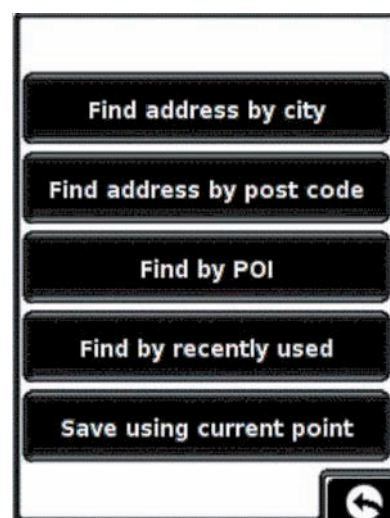 Find address by city
Find address by post code
Find by POI
Find by recently used
Save using current point